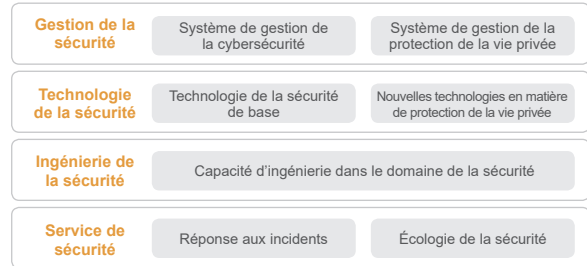 Gestion de la
sécurité
Système de gestion de
la cybersécurité
Système de gestion de la
protection de la vie privée
Technologie
de la sécurité
Technologie de la sécurité
de base
Nouvelles technologies en matière
de protection de la vie privée
Ingénierie de
la sécurité
Capacité d’ingénierie dans le domaine de la sécurité
Service de
sécurité
Réponse aux incidents
Écologie de la sécurité